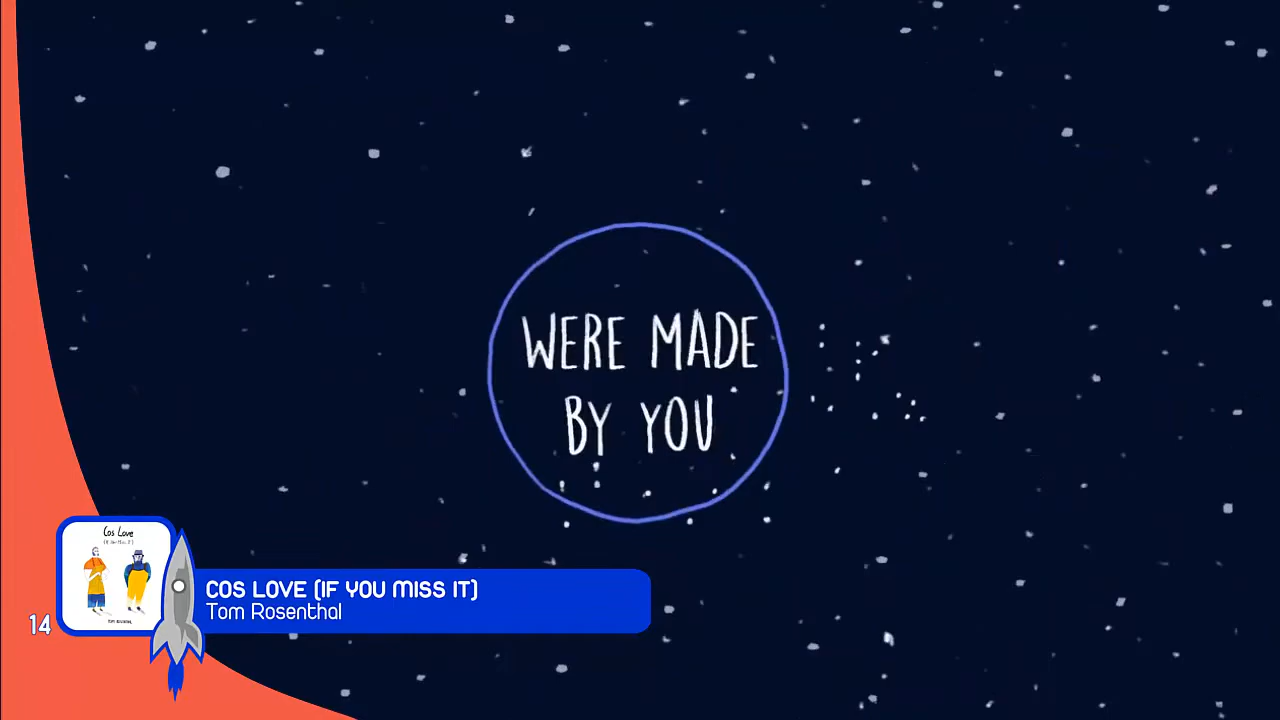 WERE MADE
BY YOU
Cos Love
14
COS LOVE (IF YOU MISS IT)
Tom Rosenthal